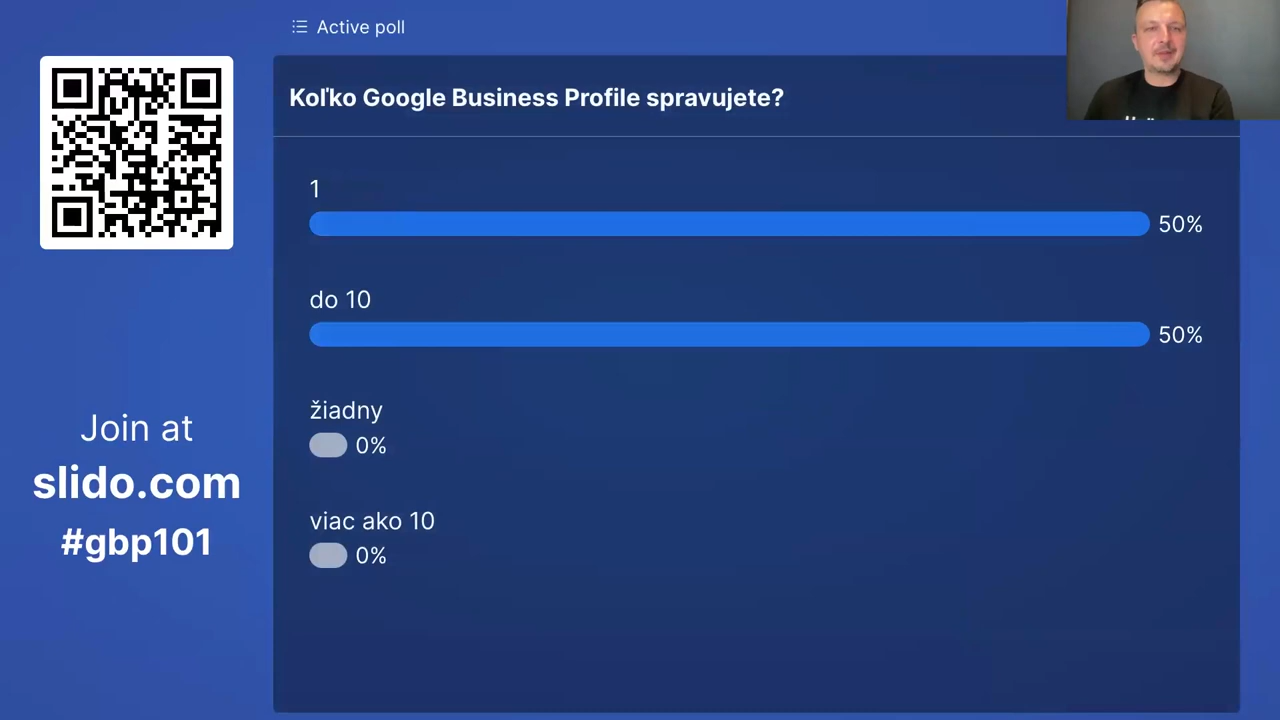 Active poll
Koľko Google Business Profile spravujete?
1
50%
do 10
50%
žiadny
0%
viac ako 10
0%
Join at
slido.com
#gbp101